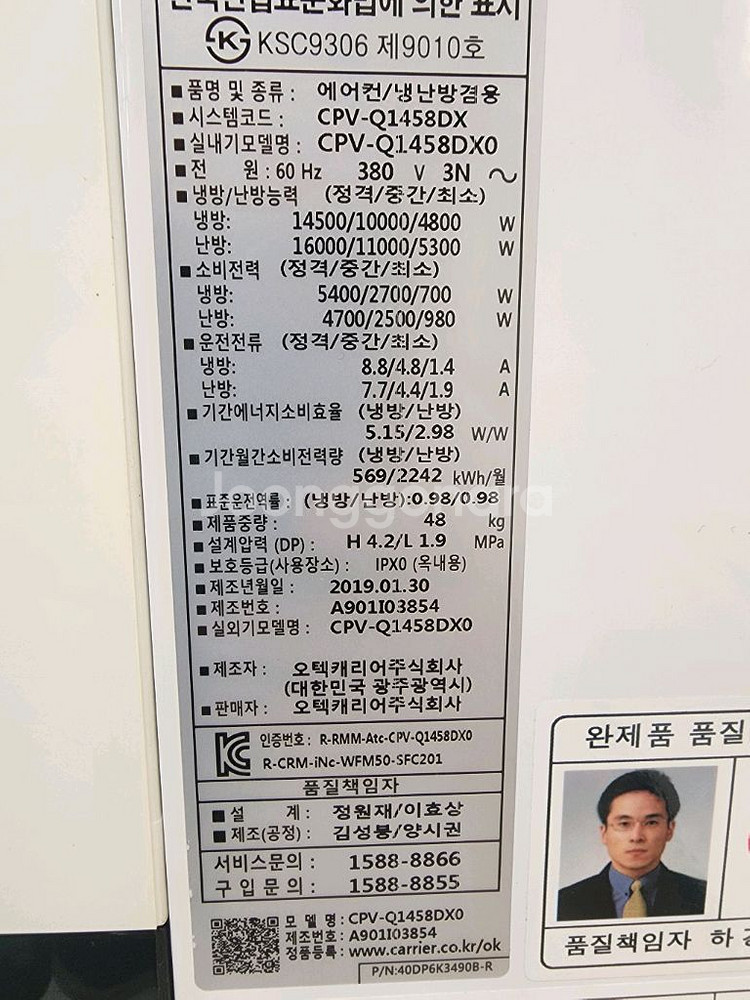 전기산업표준화법에 의한 표시
KSC9306 제9010호
■ 품명 및 종류 : 에어컨/냉난방겸용
■ 시스템코드 : CPV-Q1458DX
■ 실내기모델명 : CPV-Q1458DX0
■ 전 원 : 60 Hz 380 V 3N ~
■ 냉방/난방능력 (정격/중간/최소)
냉방: 14500/10000/4800 W
난방: 16000/11000/5300 W
■ 소비전력 (정격/중간/최소)
냉방: 5400/2700/700 W
난방: 4700/2500/980 W
■ 운전전류 (정격/중간/최소)
냉방: 8.8/4.8/1.4 A
난방: 7.7/4.4/1.9 A
■ 기간에너지소비효율 (냉방/난방)
5.15/2.98 W/W
■ 기간월간소비전력량 (냉방/난방)
569/2242 kWh/월
■ 표준운전역률 : (냉방/난방):0.98/0.98
■ 제품중량 : 48 kg
■ 설계압력 (DP) : H 4.2/L 1.9 MPa
■ 보호등급(사용장소) : IPX0 (옥내용)
■ 제조년월일 : 2019.01.30
■ 제조번호 : A901I03854
■ 실외기모델명 : CPV-Q1458DX0
■ 제조자 : 오텍캐리어주식회사
(대한민국 광주광역시)
■ 판매자 : 오텍캐리어주식회사
인증번호 : R-RMM-Atc-CPV-Q1458DX0
R-CRM-iNc-WFM50-SFC201
품질책임자
■ 설 계 : 정원재/이효상
■ 제조(공정) : 김성봉/양시권
서비스문의 : 1588-8866
구입문의 : 1588-8855
모델명 : CPV-Q1458DX0
제조번호 : A901I03854
정품등록 : www.carrier.co.kr/ok
P/N:40DP6K3490B-R
완제품 품질
품질책임자 하
joonggonara